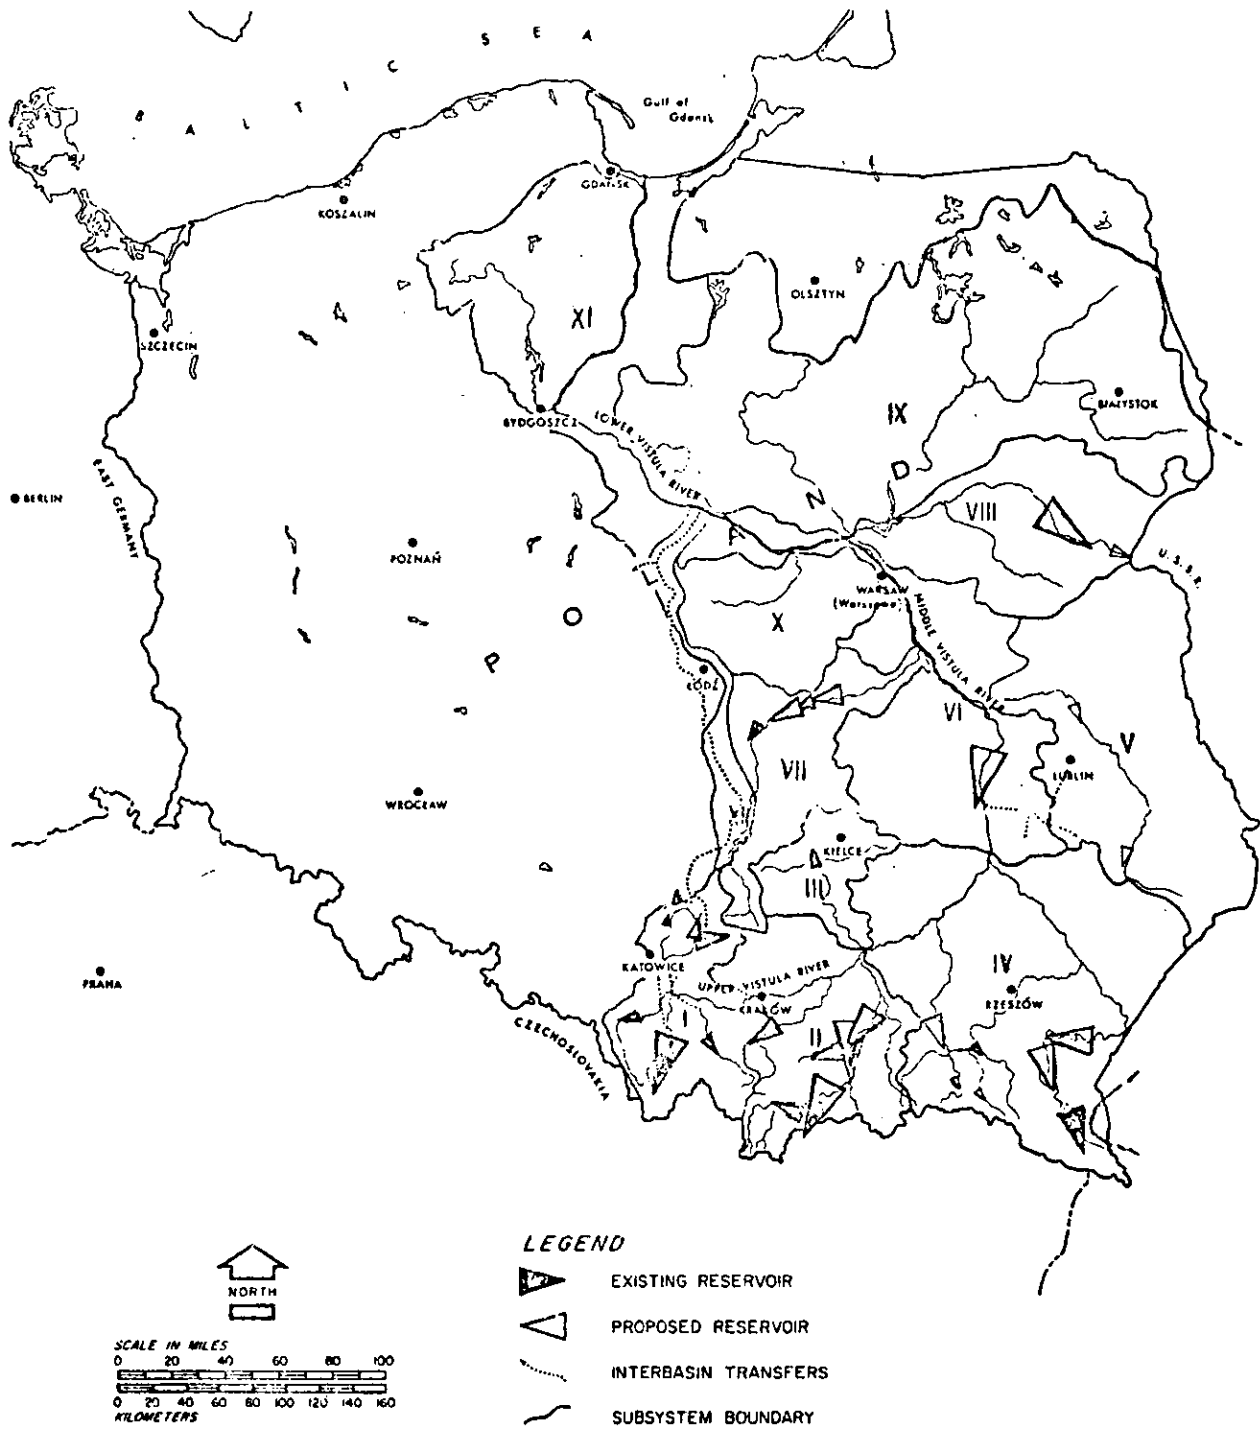 BALTIC SEA
Gulf of
Gdansk
GDAŃSK
KOSZALIN
OLSZTYN
XI
SZCZECIN
BIAŁYSTOK
IX
BYDGOSZCZ
LOWER VISTULA RIVER
EAST GERMANY
BERLIN
POLAND
VIII
POZNAŃ
U.S.S.R.
WARSAW
(Warszawa)
X
MIDDLE VISTULA RIVER
ŁÓDŹ
VI
V
VII
LUBLIN
WROCŁAW
KIELCE
III
KATOWICE
IV
PRAHA
UPPER VISTULA RIVER
KRAKÓW
RZESZÓW
I
II
CZECHOSLOVAKIA
LEGEND
EXISTING RESERVOIR
NORTH
PROPOSED RESERVOIR
SCALE IN MILES
0 20 40 60 80 100
INTERBASIN TRANSFERS
0 20 40 60 80 100 120 140 160
KILOMETERS
SUBSYSTEM BOUNDARY